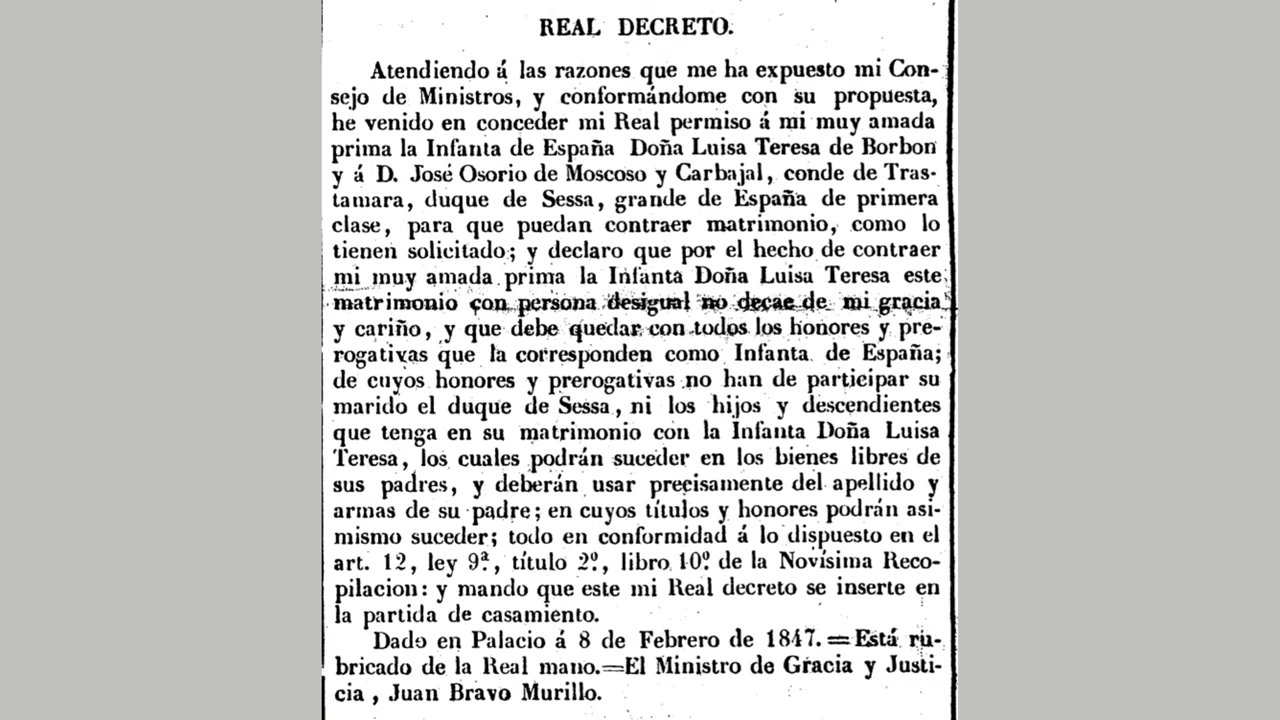 REAL DECRETO.
Atendiendo á las razones que me ha expuesto mi Con-
sejo de Ministros, y conformándome con su propuesta,
he venido en conceder mi Real permiso á mi muy amada
prima la Infanta de España Doña Luisa Teresa de Borbon
y á D. José Osorio de Moscoso y Carbajal, conde de Tras-
tamara, duque de Sessa, grande de España de primera
clase, para que puedan contraer matrimonio, como lo
tienen solicitado; y declaro que por el hecho de contraer
mi muy amada prima la Infanta Doña Luisa Teresa este
matrimonio con persona desigual no decae de mi gracia
y cariño, y que debe quedar con todos los honores y pre-
rogativas que la corresponden como Infanta de España;
de cuyos honores y prerogativas no han de participar su
marido el duque de Sessa, ni los hijos y descendientes
que tenga en su matrimonio con la Infanta Doña Luisa
Teresa, los cuales podrán suceder en los bienes libres de
sus padres, y deberán usar precisamente del apellido y
armas de su padre; en cuyos títulos y honores podrán asi-
mismo suceder; todo en conformidad á lo dispuesto en el
art. 12, ley 9.ª, título 2.º, libro 10.º de la Novísima Reco-
pilacion: y mando que este mi Real decreto se inserte en
la partida de casamiento.
Dado en Palacio á 8 de Febrero de 1847.=Está ru-
bricado de la Real mano.=El Ministro de Gracia y Justi-
cia, Juan Bravo Murillo.